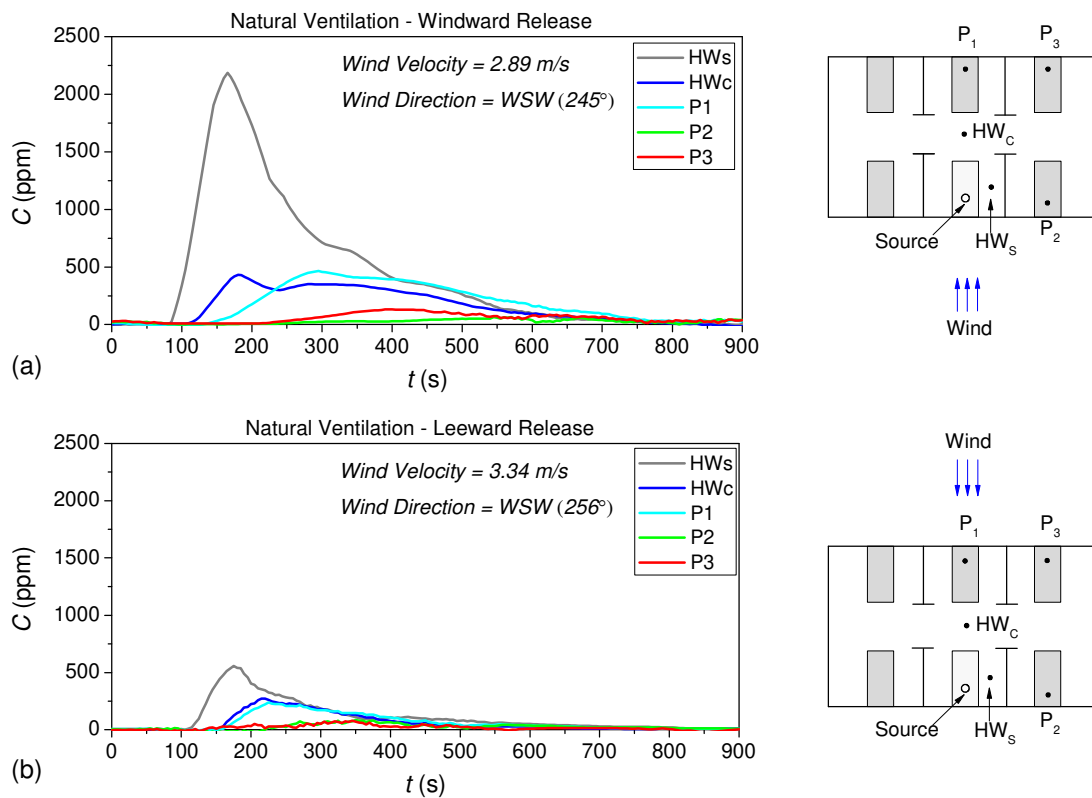 Natural Ventilation - Windward Release
2500
2000
1500
1000
500
0
C (ppm)
Wind Velocity = 2.89 m/s
Wind Direction = WSW (245°)
HWs
HWc
P1
P2
P3
0 100 200 300 400 500 600 700 800 900
t (s)
(a)
P1 P3
HWC
Source HWS P2
Wind
Natural Ventilation - Leeward Release
2500
2000
1500
1000
500
0
C (ppm)
Wind Velocity = 3.34 m/s
Wind Direction = WSW (256°)
HWs
HWc
P1
P2
P3
0 100 200 300 400 500 600 700 800 900
t (s)
(b)
Wind
P1 P3
HWC
Source HWS P2